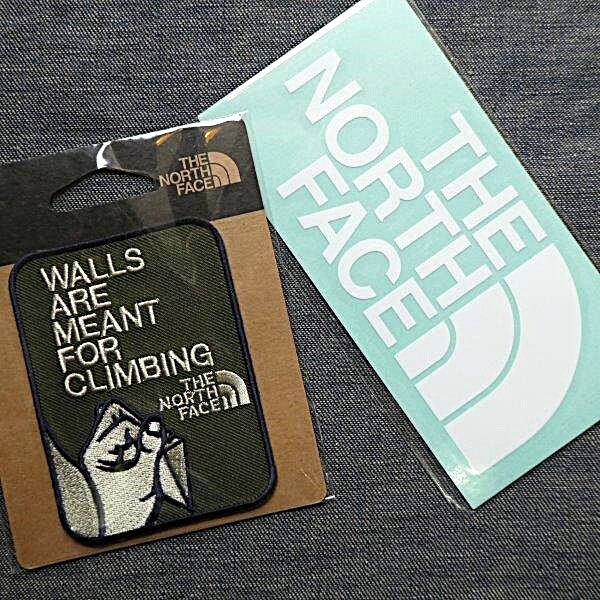 THE
NORTH
FACE
WALLS
ARE
MEANT
FOR
CLIMBING
THE
NORTH
FACE
THE
NORTH
FACE